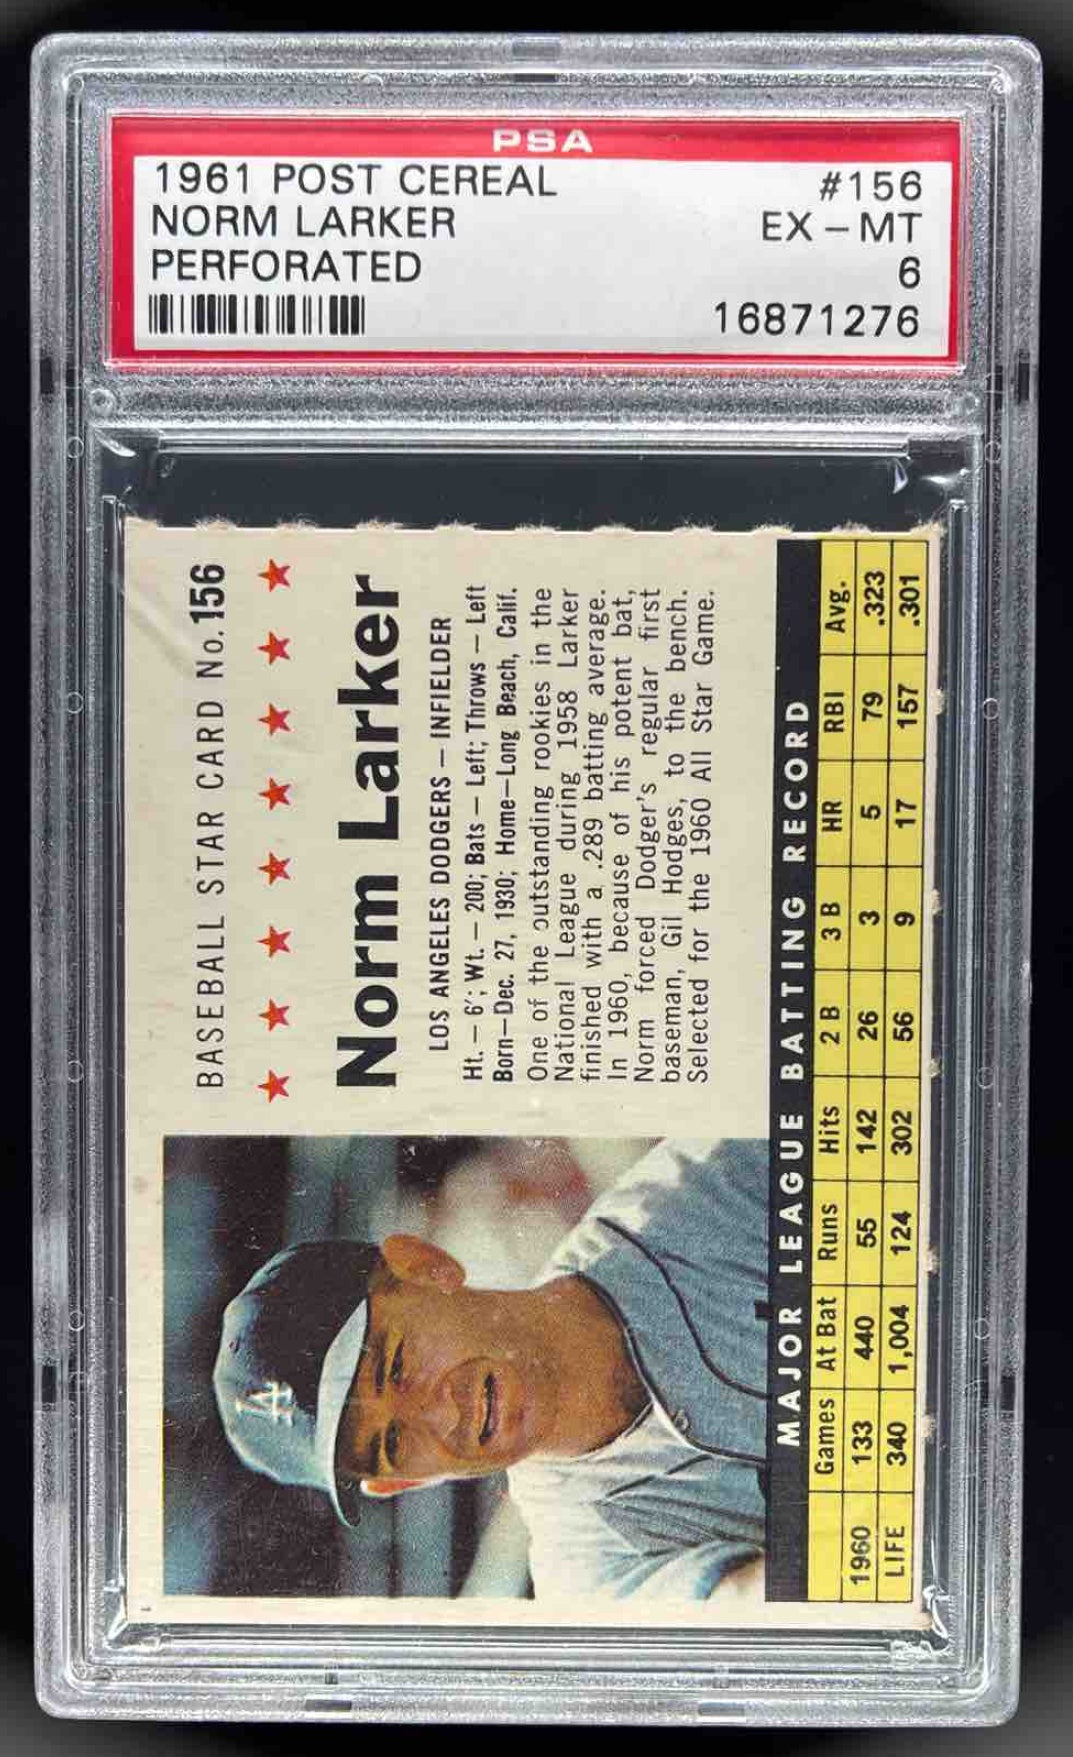 PSA
1961 POST CEREAL #156
NORM LARKER EX - MT
PERFORATED 6
16871276
BASEBALL STAR CARD No. 156
Norm Larker
LOS ANGELES DODGERS — INFIELDER
Ht. — 6'; Wt. — 200; Bats — Left; Throws — Left
Born—Dec. 27, 1930; Home—Long Beach, Calif.
One of the outstanding rookies in the
National League during 1958 Larker
finished with a .289 batting average.
In 1960, because of his potent bat,
Norm forced Dodger's regular first
baseman, Gil Hodges, to the bench.
Selected for the 1960 All Star Game.
LA
MAJOR LEAGUE BATTING RECORD
Games At Bat Runs Hits 2 B 3 B HR RBI Avg.
1960 133 440 55 142 26 3 5 79 .323
LIFE 340 1,004 124 302 56 9 17 157 .301
1